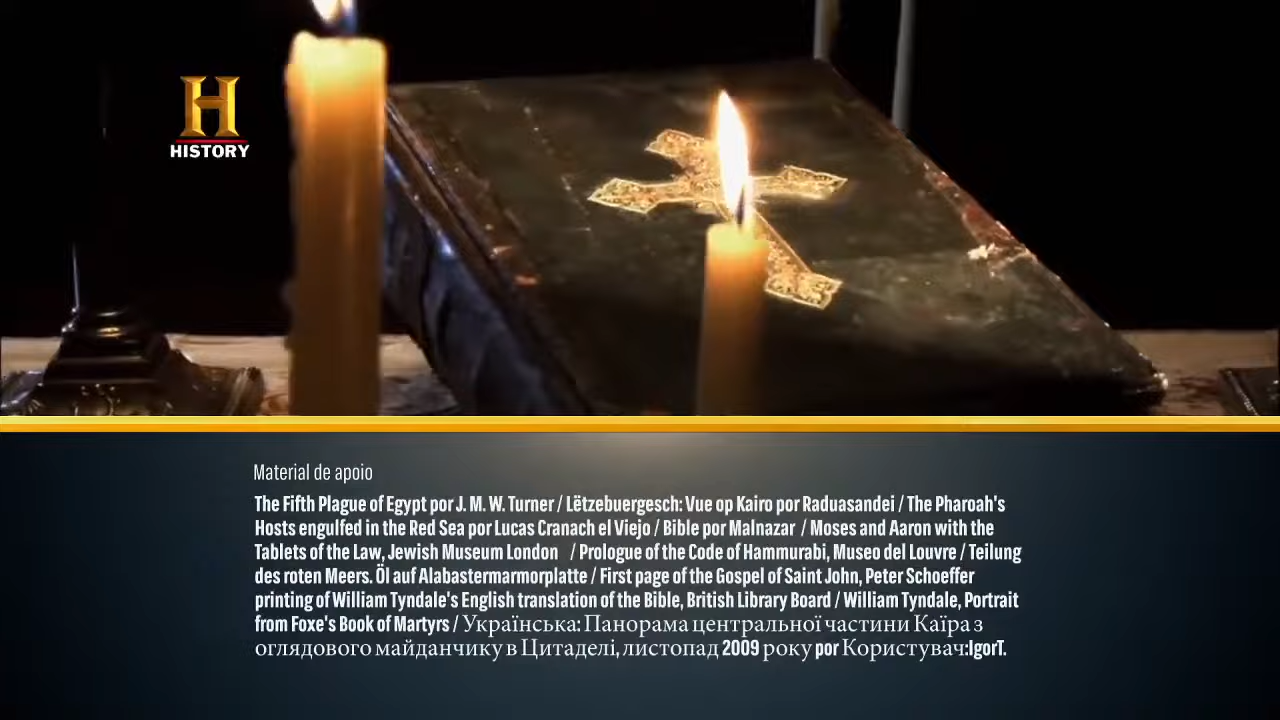 H
HISTORY
Material de apoio
The Fifth Plague of Egypt por J. M. W. Turner / Lëtzebuergesch: Vue op Kairo por Raduasandei / The Pharoah's
Hosts engulfed in the Red Sea por Lucas Cranach el Viejo / Bible por Malnazar / Moses and Aaron with the
Tablets of the Law, Jewish Museum London / Prologue of the Code of Hammurabi, Museo del Louvre / Teilung
des roten Meers. Öl auf Alabastermarmorplatte / First page of the Gospel of Saint John, Peter Schoeffer
printing of William Tyndale's English translation of the Bible, British Library Board / William Tyndale, Portrait
from Foxe's Book of Martyrs / Українська: Панорама центральної частини Каїра з
оглядового майданчику в Цитаделі, листопад 2009 року por Користувач:IgorT.